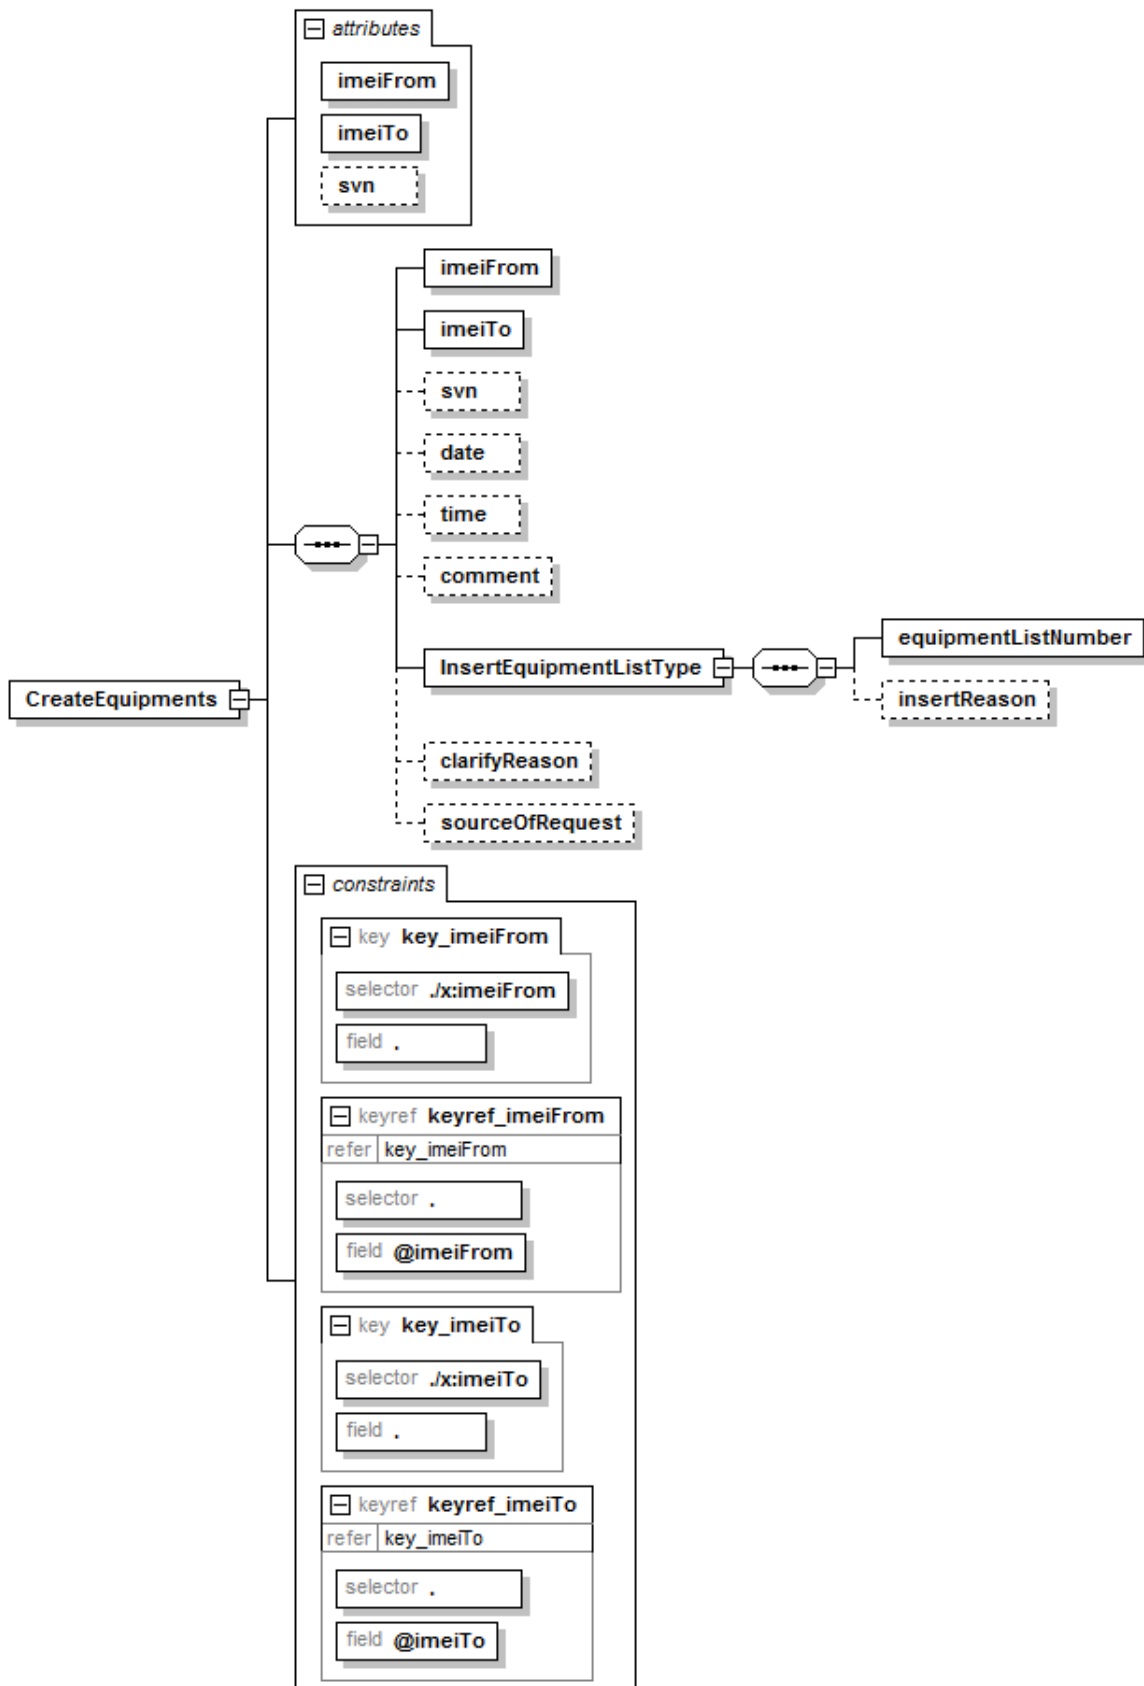 attributes
imeiFrom
imeiTo
svn
imeiFrom
imeiTo
svn
date
time
comment
InsertEquipmentListType
equipmentListNumber
insertReason
CreateEquipments
clarifyReason
sourceOfRequest
constraints
key key_imeiFrom
selector ./x:imeiFrom
field .
keyref keyref_imeiFrom
refer key_imeiFrom
selector .
field @imeiFrom
key key_imeiTo
selector ./x:imeiTo
field .
keyref keyref_imeiTo
refer key_imeiTo
selector .
field @imeiTo